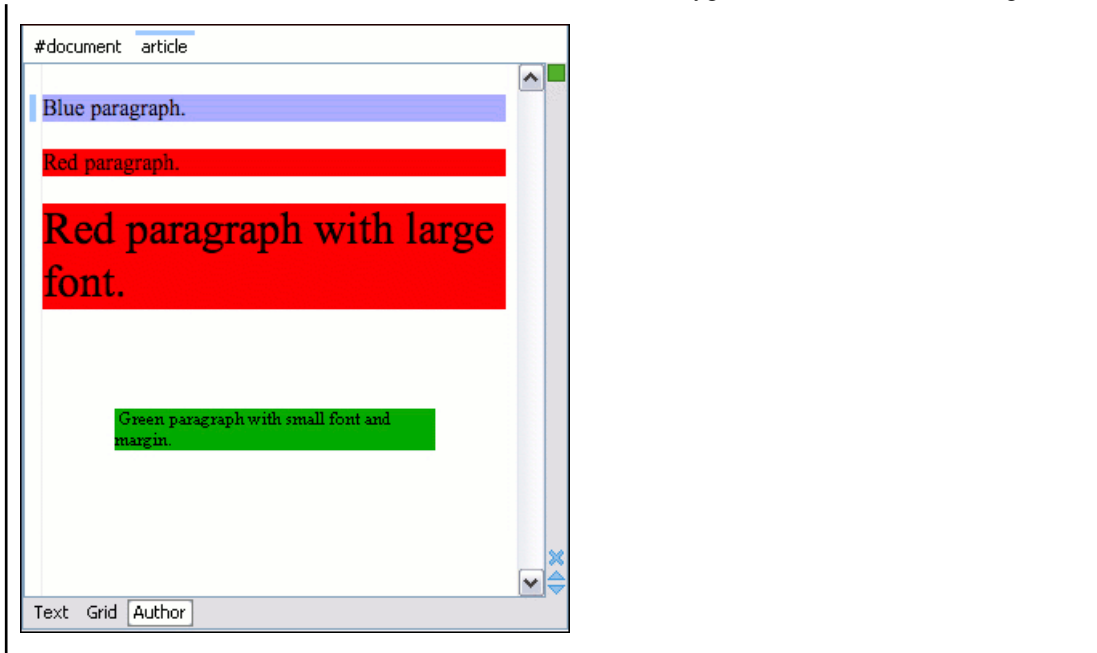 #document article
Blue paragraph.
Red paragraph.
Red paragraph with large
font.
Green paragraph with small font and
margin.
Text Grid Author